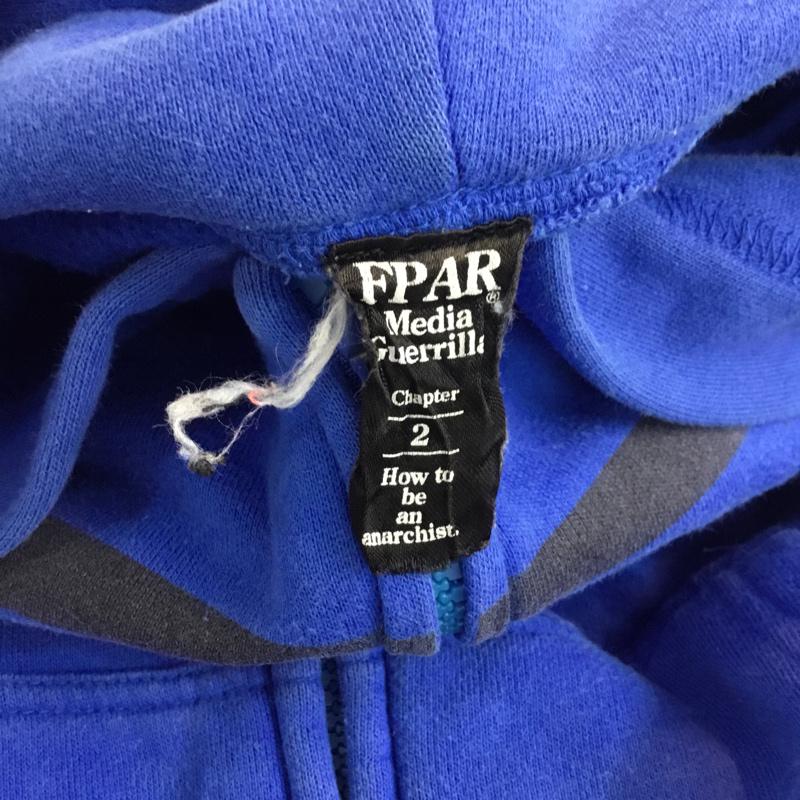 FPAR®
Media
Guerrilla
Chapter
2
How to
be
an
anarchist.